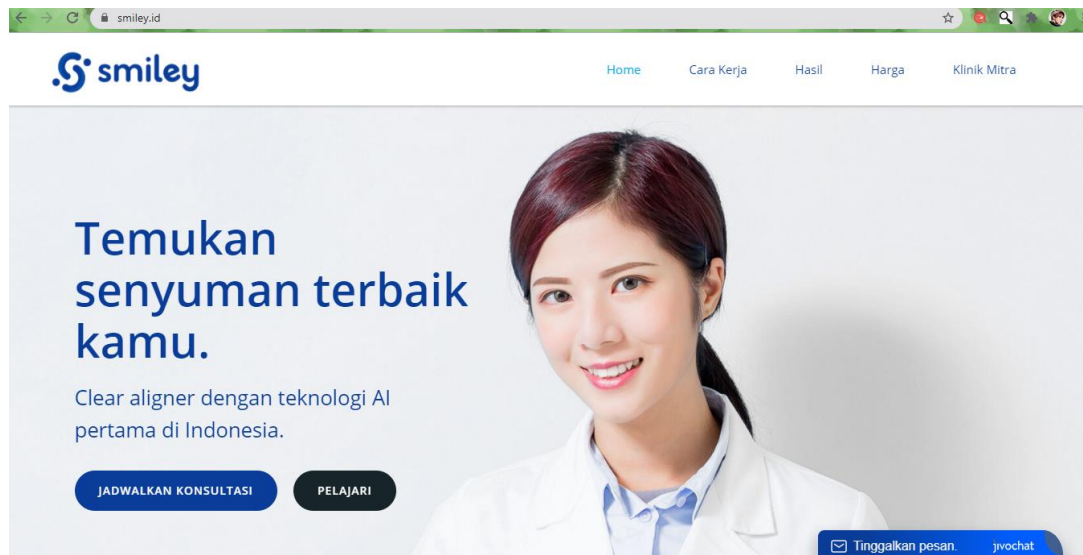 smiley.id
smiley
Home Cara Kerja Hasil Harga Klinik Mitra
Temukan
senyuman terbaik
kamu.
Clear aligner dengan teknologi AI
pertama di Indonesia.
JADWALKAN KONSULTASI PELAJARI
Tinggalkan pesan. jivochat